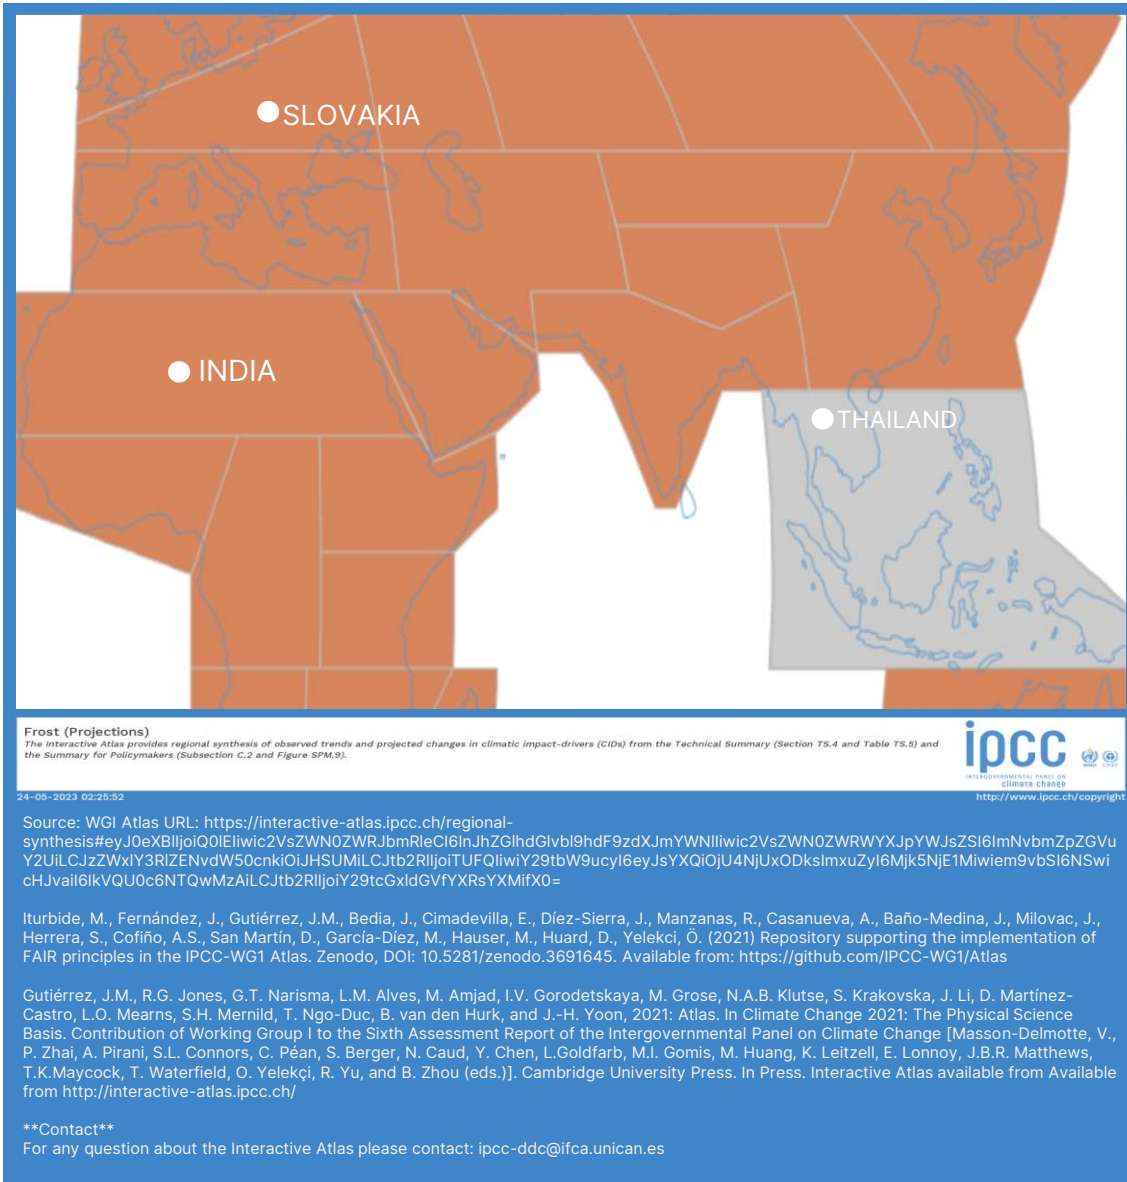 SLOVAKIA
INDIA
THAILAND
Frost (Projections)
The Interactive Atlas provides regional synthesis of observed trends and projected changes in climatic impact-drivers (CIDs) from the Technical Summary (Section TS.4 and Table TS.5) and
the Summary for Policymakers (Subsection C.2 and Figure SPM.9).
ipcc
INTERGOVERNMENTAL PANEL ON
climate change
WMO UNEP
24-05-2023 02:25:52
http://www.ipcc.ch/copyright
Source: WGI Atlas URL: https://interactive-atlas.ipcc.ch/regional-
synthesis#eyJ0eXBlIjoiQ0lEIiwic2VsZWN0ZWRJbmRleCI6InJhZGlhdGlvbl9hdF9zdXJmYWNlIiwic2VsZWN0ZWRWYXJpYWJsZSI6ImNvbmZpZGVu
Y2UiLCJzZWxlY3RlZENvdW50cnkiOiJHSUMiLCJtb2RlIjoiTUFQIiwiY29tbW9ucyI6eyJsYXQiOjU4NjUxODksImxuZyI6Mjk5NjE1Miwiem9vbSI6NSwi
cHJvaiI6IkVQU0c6NTQwMzAiLCJtb2RlIjoiY29tcGxldGVfYXRsYXMifX0=
Iturbide, M., Fernández, J., Gutiérrez, J.M., Bedia, J., Cimadevilla, E., Díez-Sierra, J., Manzanas, R., Casanueva, A., Baño-Medina, J., Milovac, J.,
Herrera, S., Cofiño, A.S., San Martín, D., García-Díez, M., Hauser, M., Huard, D., Yelekci, Ö. (2021) Repository supporting the implementation of
FAIR principles in the IPCC-WG1 Atlas. Zenodo, DOI: 10.5281/zenodo.3691645. Available from: https://github.com/IPCC-WG1/Atlas
Gutiérrez, J.M., R.G. Jones, G.T. Narisma, L.M. Alves, M. Amjad, I.V. Gorodetskaya, M. Grose, N.A.B. Klutse, S. Krakovska, J. Li, D. Martínez-
Castro, L.O. Mearns, S.H. Mernild, T. Ngo-Duc, B. van den Hurk, and J.-H. Yoon, 2021: Atlas. In Climate Change 2021: The Physical Science
Basis. Contribution of Working Group I to the Sixth Assessment Report of the Intergovernmental Panel on Climate Change [Masson-Delmotte, V.,
P. Zhai, A. Pirani, S.L. Connors, C. Péan, S. Berger, N. Caud, Y. Chen, L.Goldfarb, M.I. Gomis, M. Huang, K. Leitzell, E. Lonnoy, J.B.R. Matthews,
T.K.Maycock, T. Waterfield, O. Yelekçi, R. Yu, and B. Zhou (eds.)]. Cambridge University Press. In Press. Interactive Atlas available from Available
from http://interactive-atlas.ipcc.ch/
**Contact**
For any question about the Interactive Atlas please contact: ipcc-ddc@ifca.unican.es